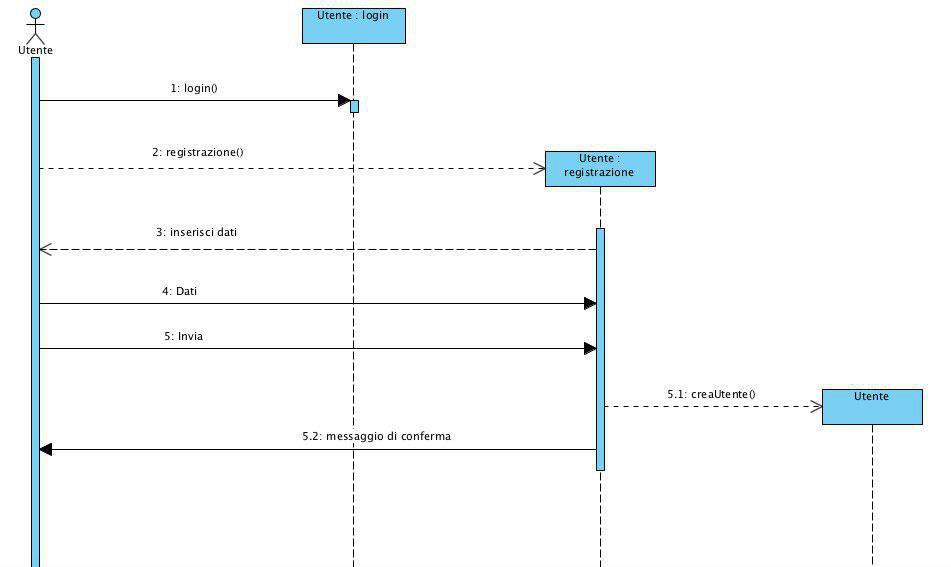 Utente : login
Utente
1: login()
2: registrazione()
Utente :
registrazione
3: inserisci dati
4: Dati
5: Invia
5.1: creaUtente()
Utente
5.2: messaggio di conferma